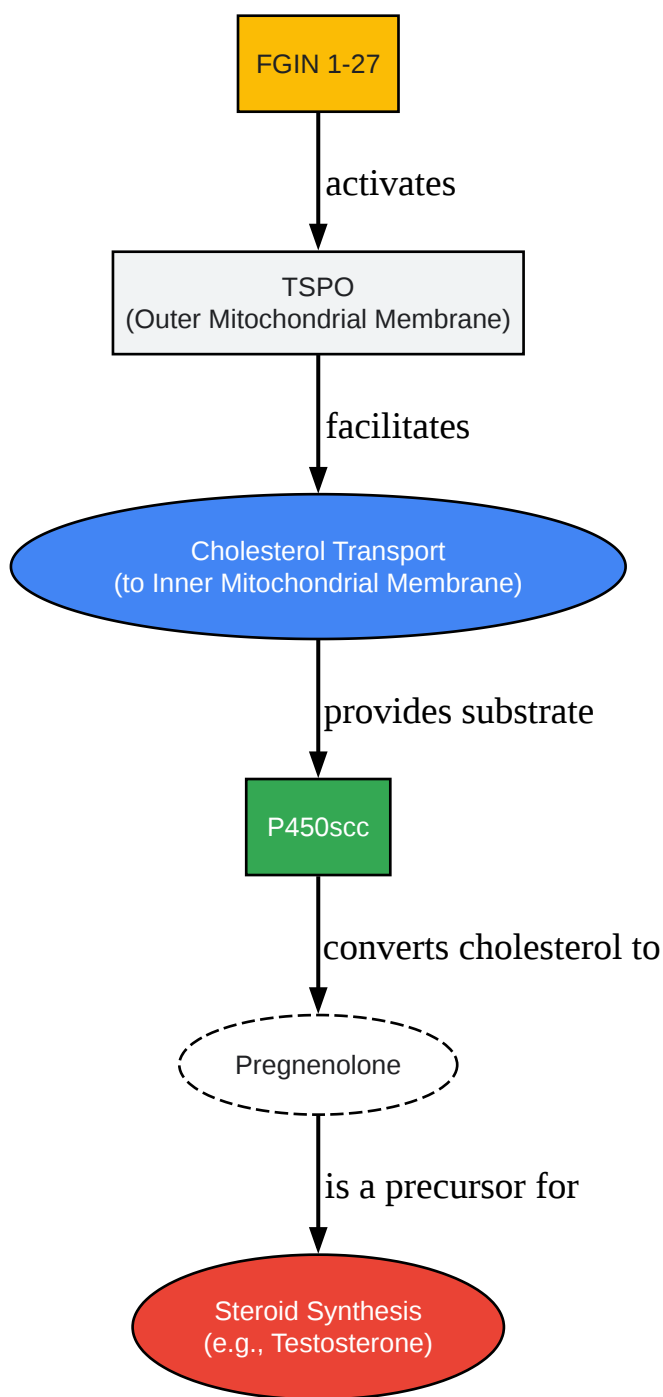 FGIN 1-27
activates
TSPO
(Outer Mitochondrial Membrane)
facilitates
Cholesterol Transport
(to Inner Mitochondrial Membrane)
provides substrate
P450scc
converts cholesterol to
Pregnenolone
is a precursor for
Steroid Synthesis
(e.g., Testosterone)